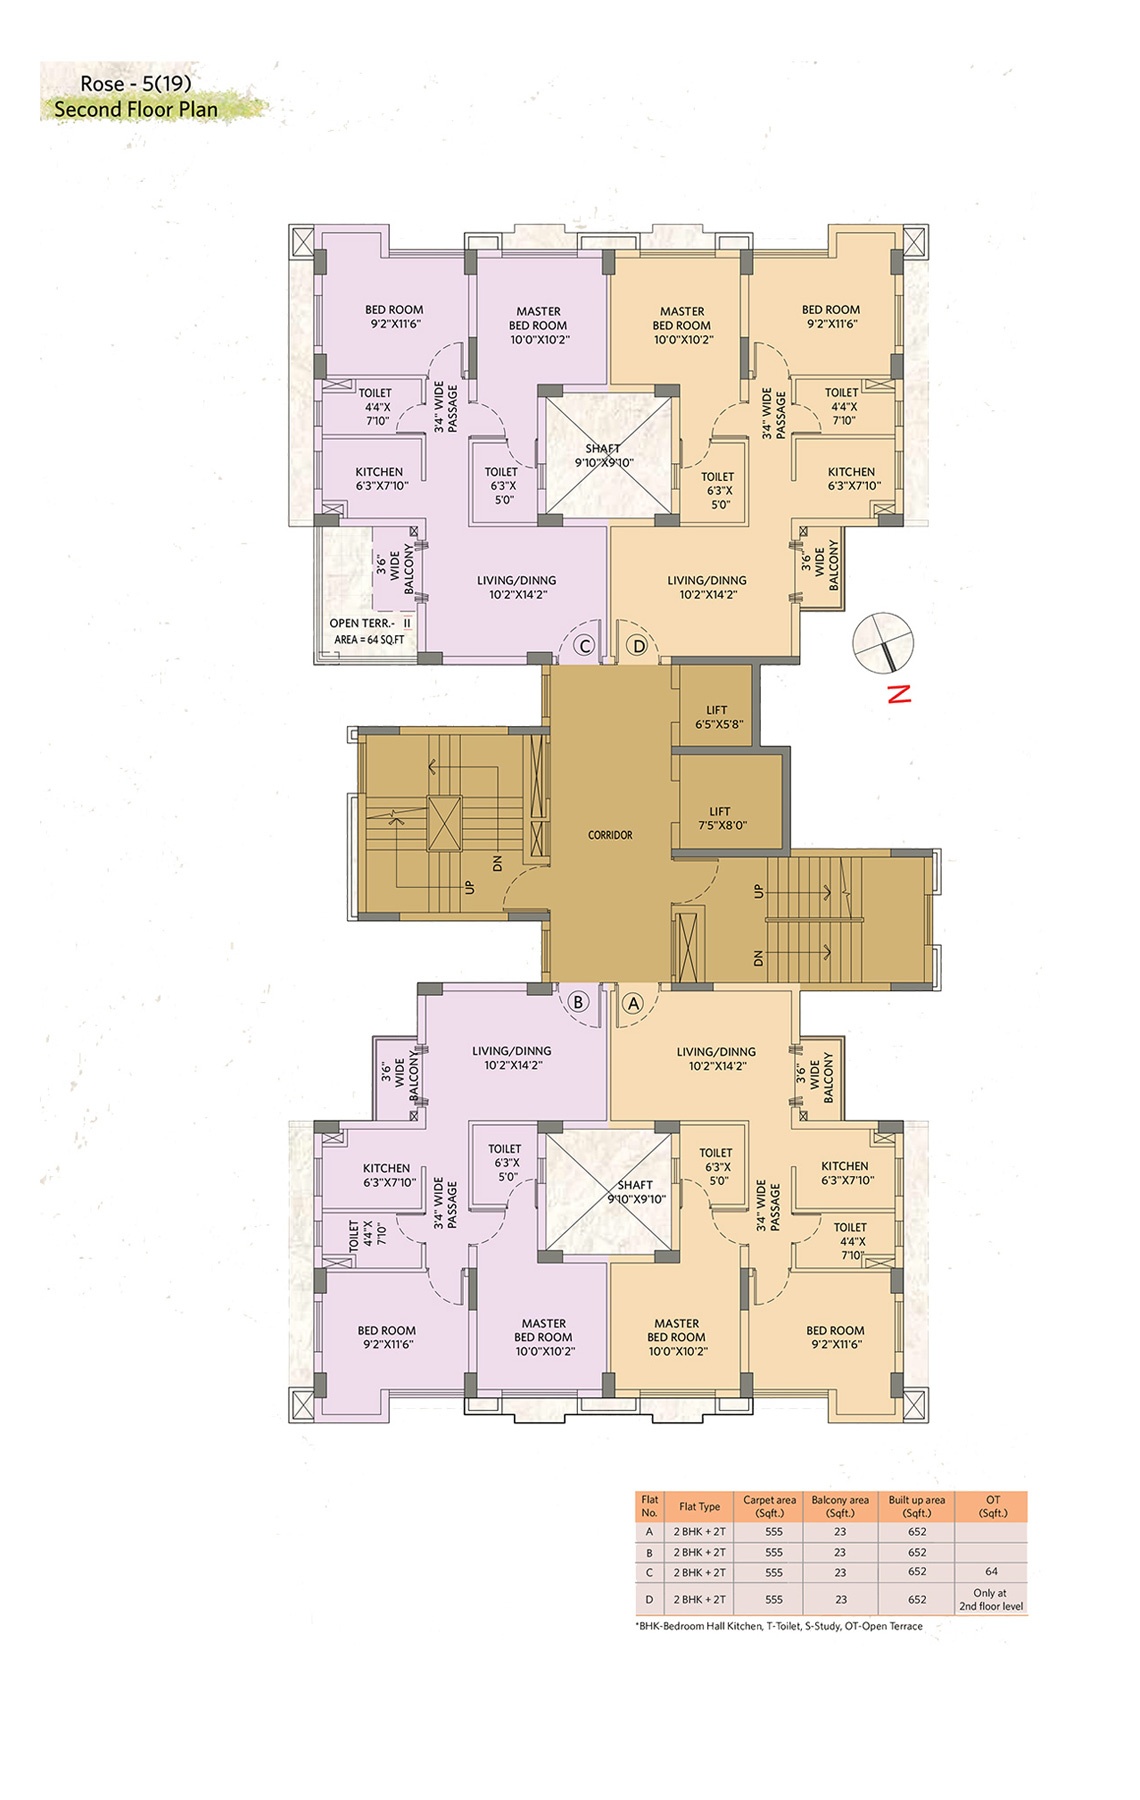 Rose - 5(19)
Second Floor Plan
BED ROOM
9'2"X11'6"
MASTER
BED ROOM
10'0"X10'2"
MASTER
BED ROOM
10'0"X10'2"
BED ROOM
9'2"X11'6"
TOILET
4'4"X
7'10"
3'4" WIDE
PASSAGE
SHAFT
9'10"X9'10"
3'4" WIDE
PASSAGE
TOILET
4'4"X
7'10"
KITCHEN
6'3"X7'10"
TOILET
6'3"X
5'0"
TOILET
6'3"X
5'0"
KITCHEN
6'3"X7'10"
3'6"
WIDE
BALCONY
LIVING/DINNG
10'2"X14'2"
LIVING/DINNG
10'2"X14'2"
3'6"
WIDE
BALCONY
OPEN TERR.- II
AREA = 64 SQ.FT
C
D
N
LIFT
6'5"X5'8"
LIFT
7'5"X8'0"
CORRIDOR
DN
UP
UP
DN
B
A
3'6"
WIDE
BALCONY
LIVING/DINNG
10'2"X14'2"
LIVING/DINNG
10'2"X14'2"
3'6"
WIDE
BALCONY
KITCHEN
6'3"X7'10"
TOILET
6'3"X
5'0"
SHAFT
9'10"X9'10"
TOILET
6'3"X
5'0"
KITCHEN
6'3"X7'10"
TOILET
4'4"X
7'10"
3'4" WIDE
PASSAGE
3'4" WIDE
PASSAGE
TOILET
4'4"X
7'10"
BED ROOM
9'2"X11'6"
MASTER
BED ROOM
10'0"X10'2"
MASTER
BED ROOM
10'0"X10'2"
BED ROOM
9'2"X11'6"
Flat No. Flat Type Carpet area (Sqft.) Balcony area (Sqft.) Built up area (Sqft.) OT (Sqft.)
A 2 BHK + 2T 555 23 652
B 2 BHK + 2T 555 23 652
C 2 BHK + 2T 555 23 652 64
D 2 BHK + 2T 555 23 652 Only at 2nd floor level
*BHK-Bedroom Hall Kitchen, T-Toilet, S-Study, OT-Open Terrace